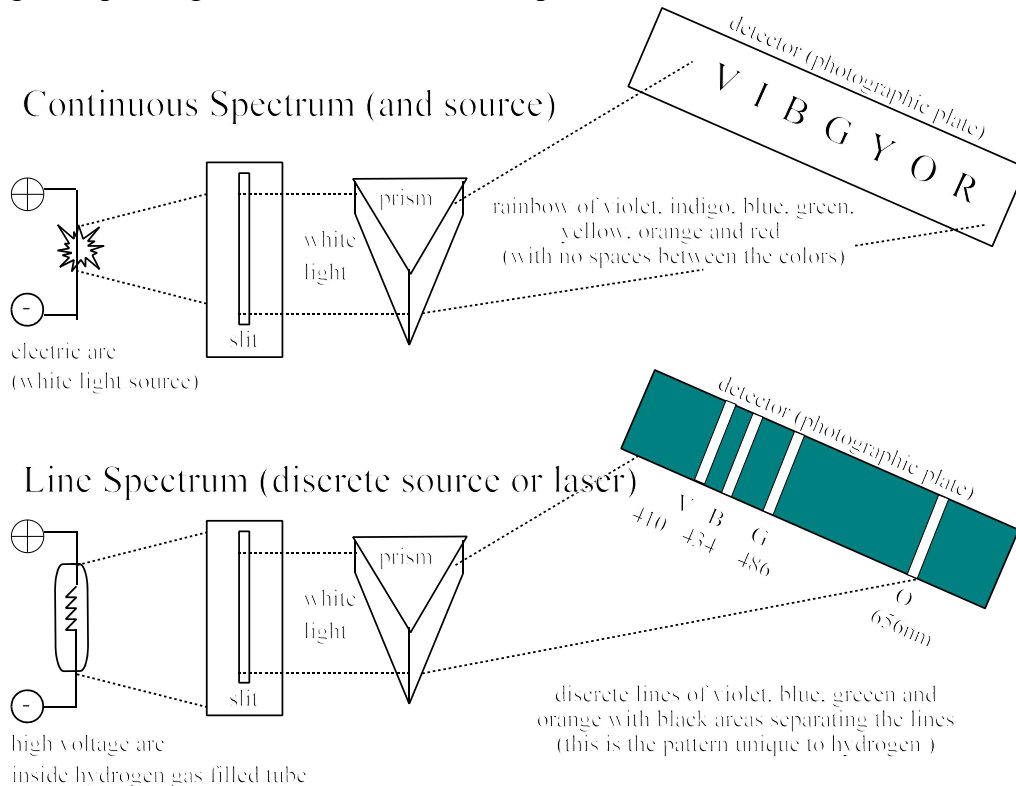 detector (photographic plate)
V I B G Y O R
Continuous Spectrum (and source)
+
prism
white
light
rainbow of violet, indigo, blue, green,
yellow, orange and red
(with no spaces between the colors)
-
slit
electric arc
(white light source)
detector (photographic plate)
Line Spectrum (discrete source or laser)
V B G O
410 434 486 656nm
+
prism
white
light
-
slit
discrete lines of violet, blue, green and
orange with black areas separating the lines
(this is the pattern unique to hydrogen )
high voltage arc
inside hydrogen gas filled tube